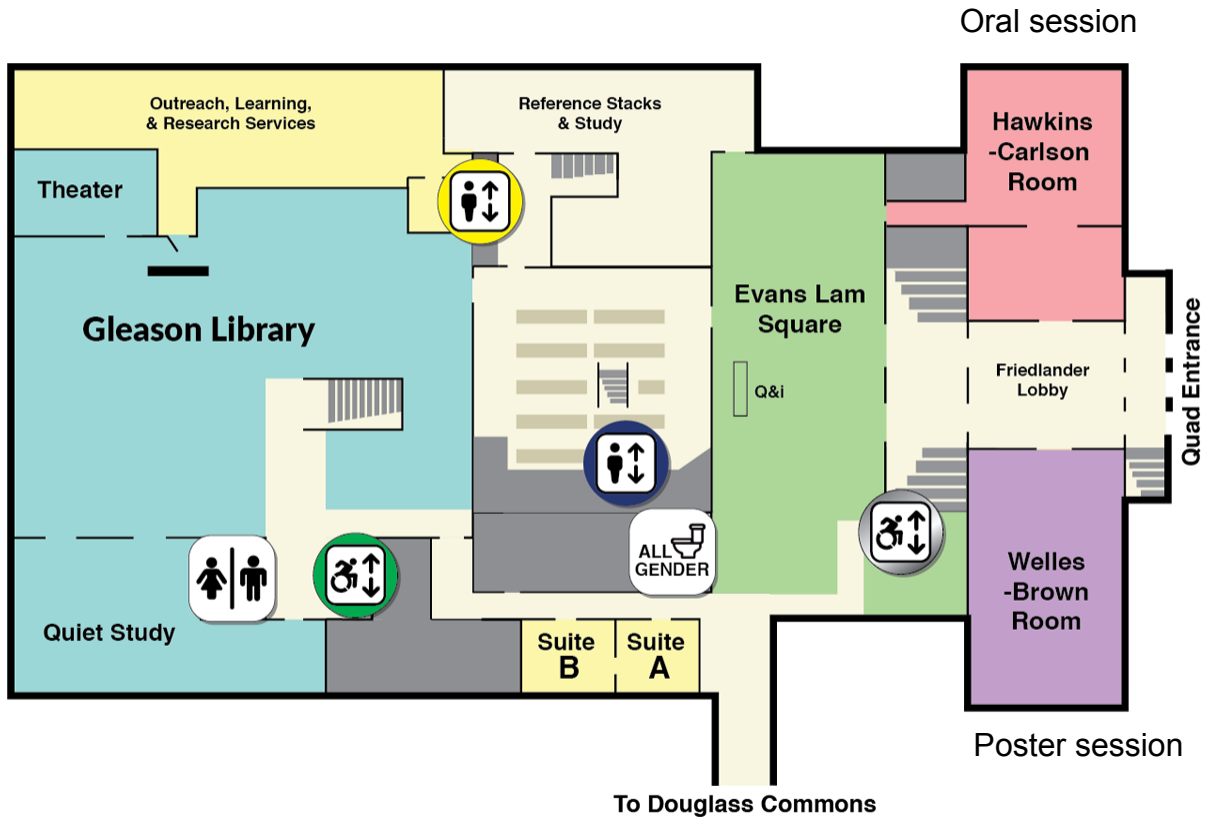 Oral session
Outreach, Learning,
& Research Services
Reference Stacks
& Study
Hawkins
-Carlson
Room
Theater
Evans Lam
Square
Gleason Library
Friedlander
Lobby
Quad Entrance
Q&i
ALL
GENDER
Welles
-Brown
Room
Quiet Study
Suite
B
Suite
A
Poster session
To Douglass Commons